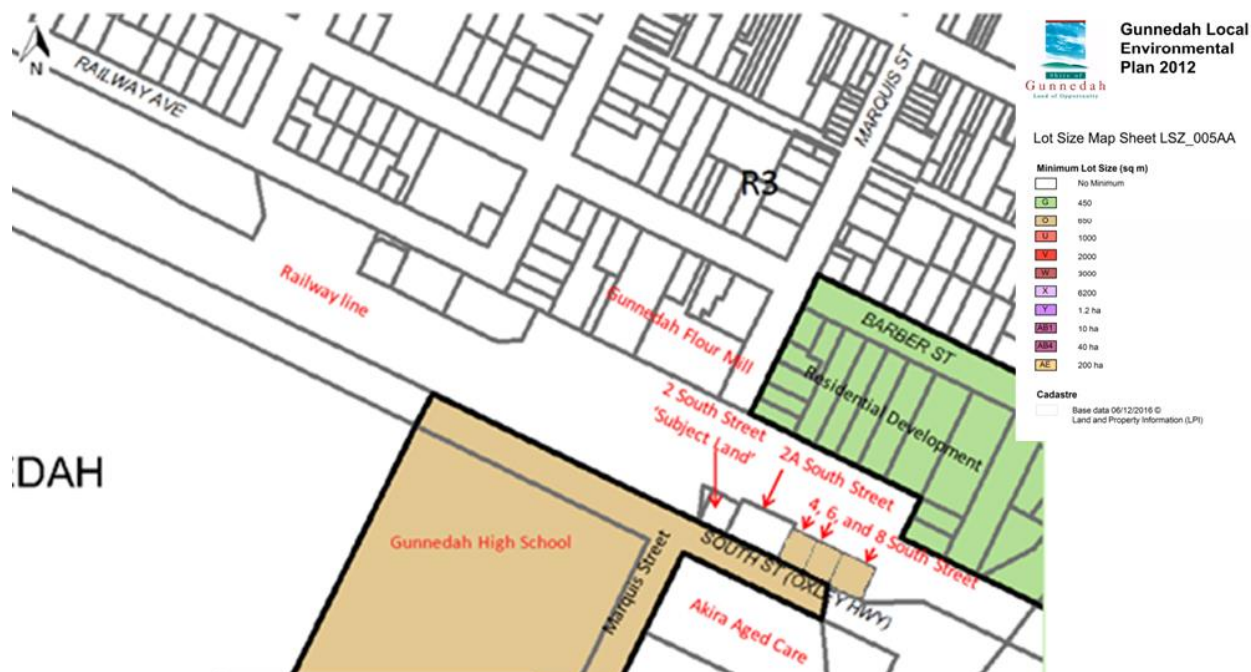 Gunnedah Local
Environmental
Plan 2012
Shire of
Gunnedah
Land of Opportunity
Lot Size Map Sheet LSZ_005AA
Minimum Lot Size (sq m)
No Minimum
G 450
O 650
U 1000
V 2000
W 3000
X 6200
Y 1.2 ha
AB1 10 ha
AB4 40 ha
AE 200 ha
Cadastre
Base data 06/12/2016 ©
Land and Property Information (LPI)
N
RAILWAY AVE
MARQUIS ST
R3
Railway line
Gunnedah Flour Mill
BARBER ST
Residential Development
2 South Street
'Subject Land'
2A South Street
4, 6, and 8 South Street
EDAH
Gunnedah High School
Marquis Street
SOUTH ST (OXLEY HWY)
Akira Aged Care